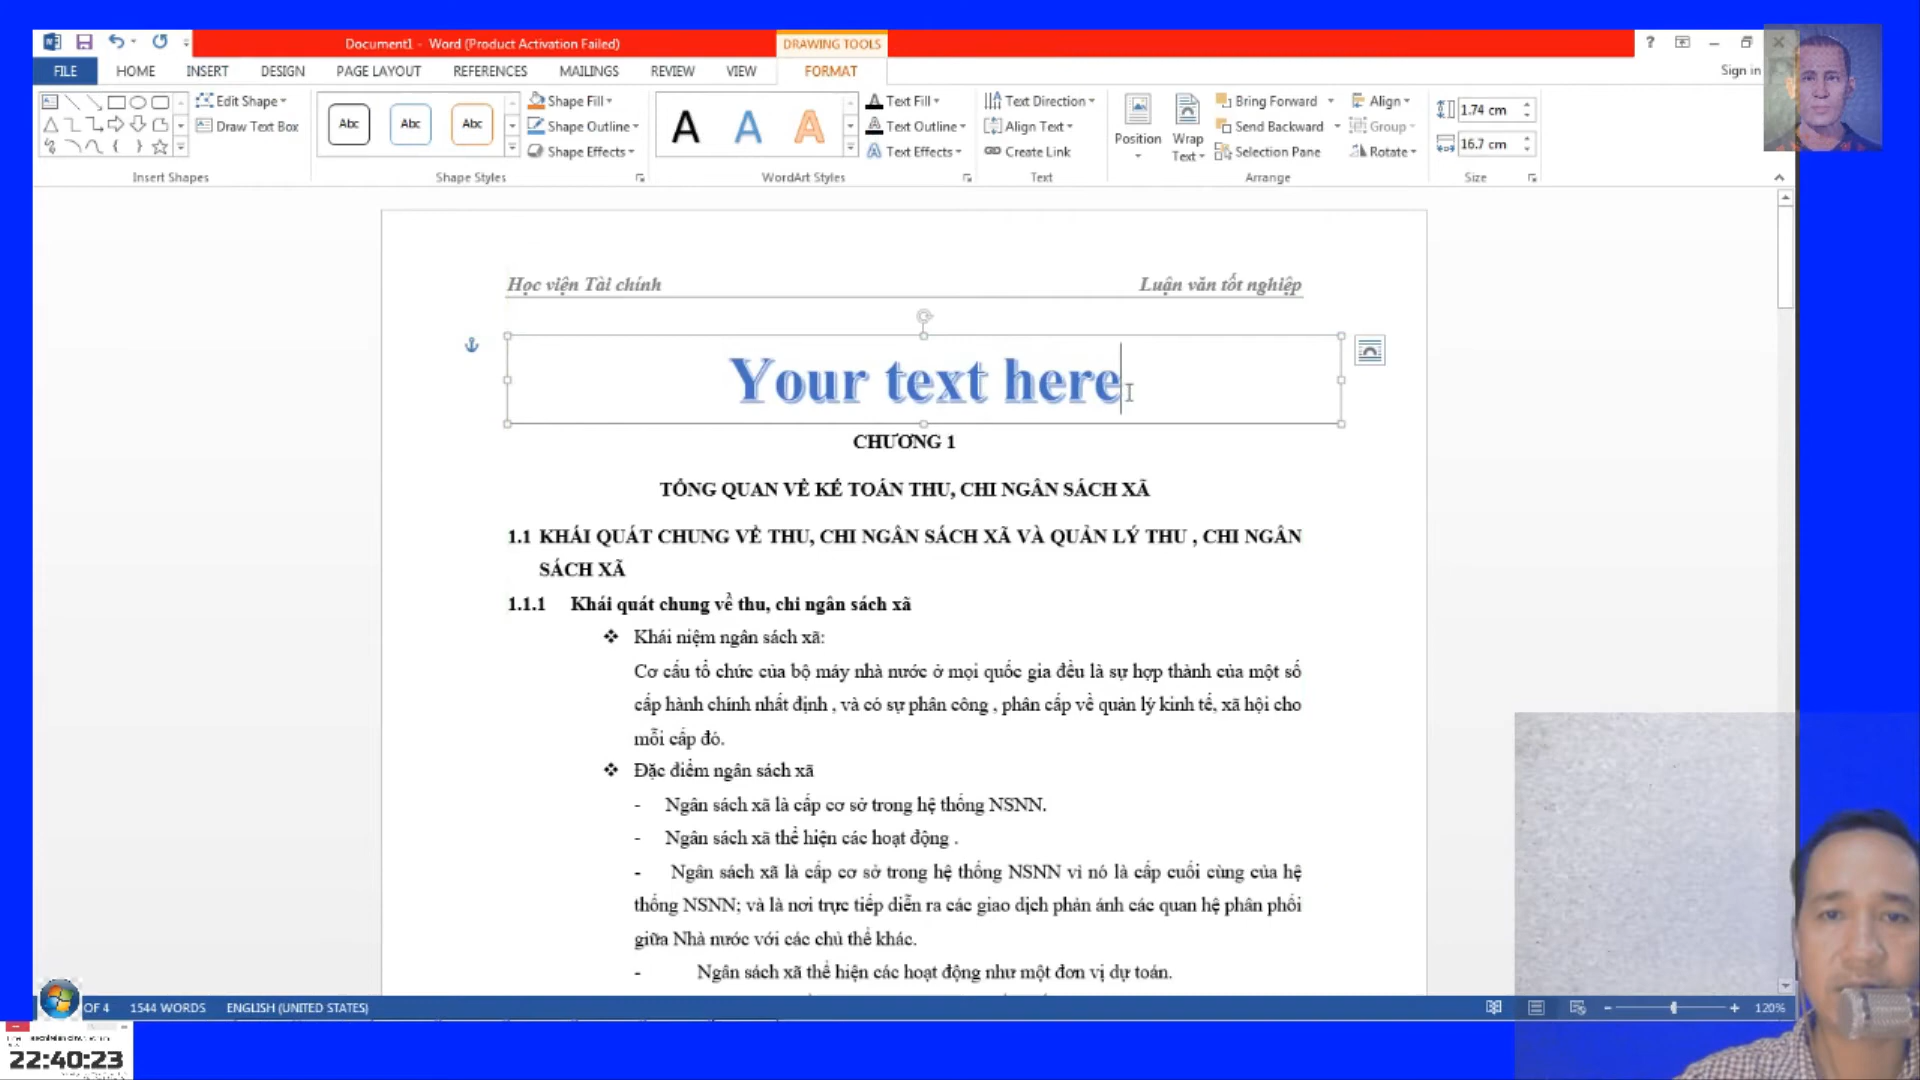 Document1 - Word (Product Activation Failed)
DRAWING TOOLS
?
FILE HOME INSERT DESIGN PAGE LAYOUT REFERENCES MAILINGS REVIEW VIEW FORMAT
Sign in
Edit Shape
Draw Text Box
Insert Shapes
Abc Abc Abc
Shape Fill
Shape Outline
Shape Effects
Shape Styles
A A A
Text Fill
Text Outline
Text Effects
WordArt Styles
Text Direction
Align Text
Create Link
Text
Position
Wrap
Text
Bring Forward
Send Backward
Selection Pane
Align
Group
Rotate
Arrange
1.74 cm
16.7 cm
Size
Học viện Tài chính Luận văn tốt nghiệp
Your text here
CHƯƠNG 1
TỔNG QUAN VỀ KẾ TOÁN THU, CHI NGÂN SÁCH XÃ
1.1 KHÁI QUÁT CHUNG VỀ THU, CHI NGÂN SÁCH XÃ VÀ QUẢN LÝ THU , CHI NGÂN
SÁCH XÃ
1.1.1 Khái quát chung về thu, chi ngân sách xã
❖ Khái niệm ngân sách xã:
Cơ cấu tổ chức của bộ máy nhà nước ở mọi quốc gia đều là sự hợp thành của một số
cấp hành chính nhất định , và có sự phân công , phân cấp về quản lý kinh tế, xã hội cho
mỗi cấp đó.
❖ Đặc điểm ngân sách xã
- Ngân sách xã là cấp cơ sở trong hệ thống NSNN.
- Ngân sách xã thể hiện các hoạt động .
- Ngân sách xã là cấp cơ sở trong hệ thống NSNN vì nó là cấp cuối cùng của hệ
thống NSNN; và là nơi trực tiếp diễn ra các giao dịch phản ánh các quan hệ phân phối
giữa Nhà nước với các chủ thể khác.
- Ngân sách xã thể hiện các hoạt động như một đơn vị dự toán.
OF 4 1544 WORDS ENGLISH (UNITED STATES)
120%
22:40:23